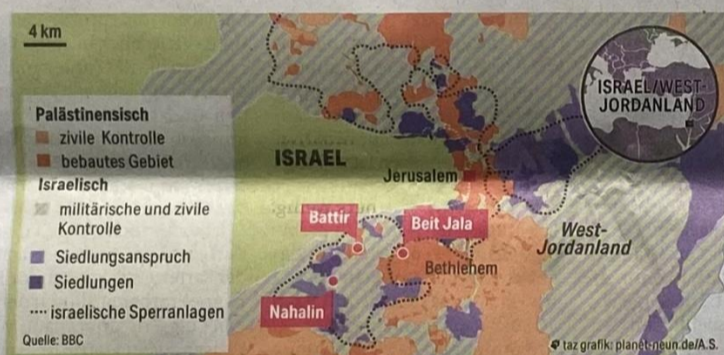 4 km
ISRAEL/WEST-
JORDANLAND
Palästinensisch
zivile Kontrolle
bebautes Gebiet
Israelisch
militärische und zivile
Kontrolle
Siedlungsanspruch
Siedlungen
israelische Sperranlagen
Quelle: BBC
ISRAEL
Jerusalem
Battir
Beit Jala
West-
Jordanland
Bethlehem
Nahalin
taz grafik: planet-neun.de/A.S.